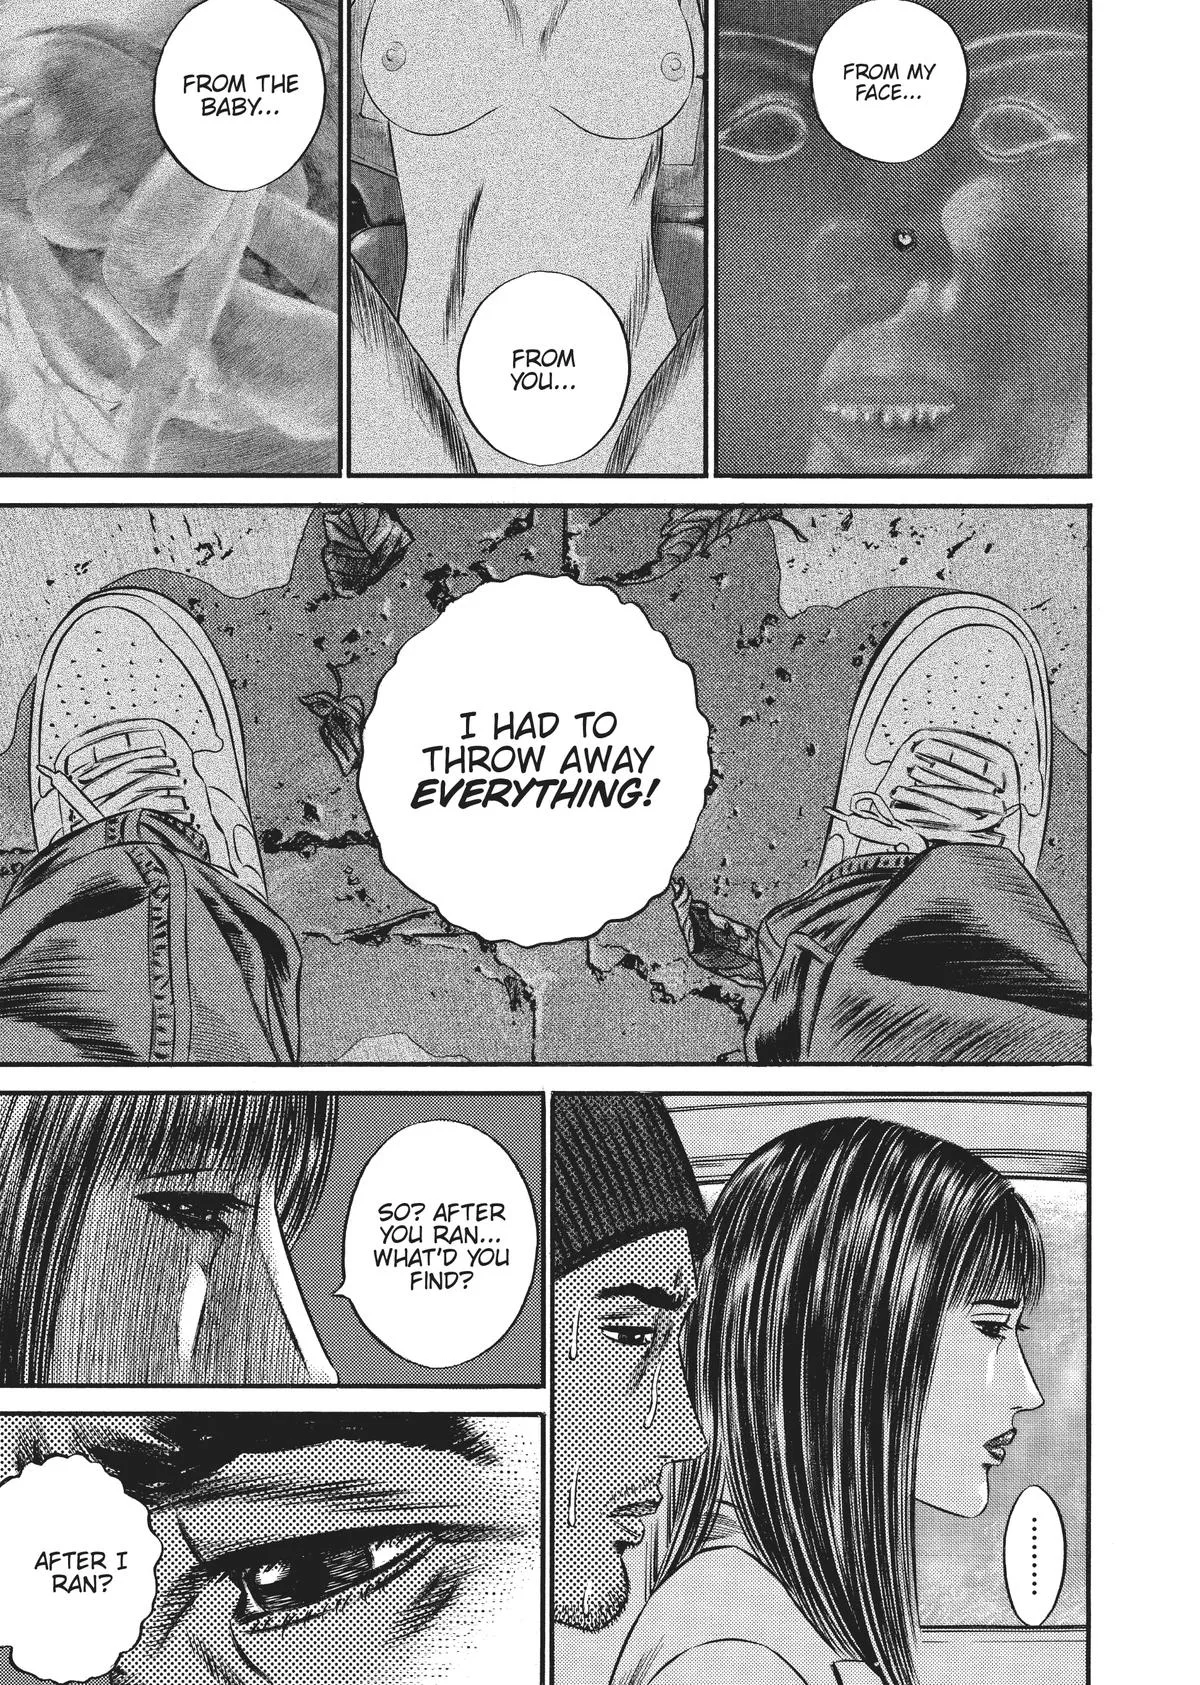 FROM MY
FACE...
FROM
YOU...
FROM THE
BABY...
I HAD TO
THROW AWAY
EVERYTHING!
.........
SO? AFTER
YOU RAN...
WHAT'D YOU
FIND?
AFTER I
RAN?